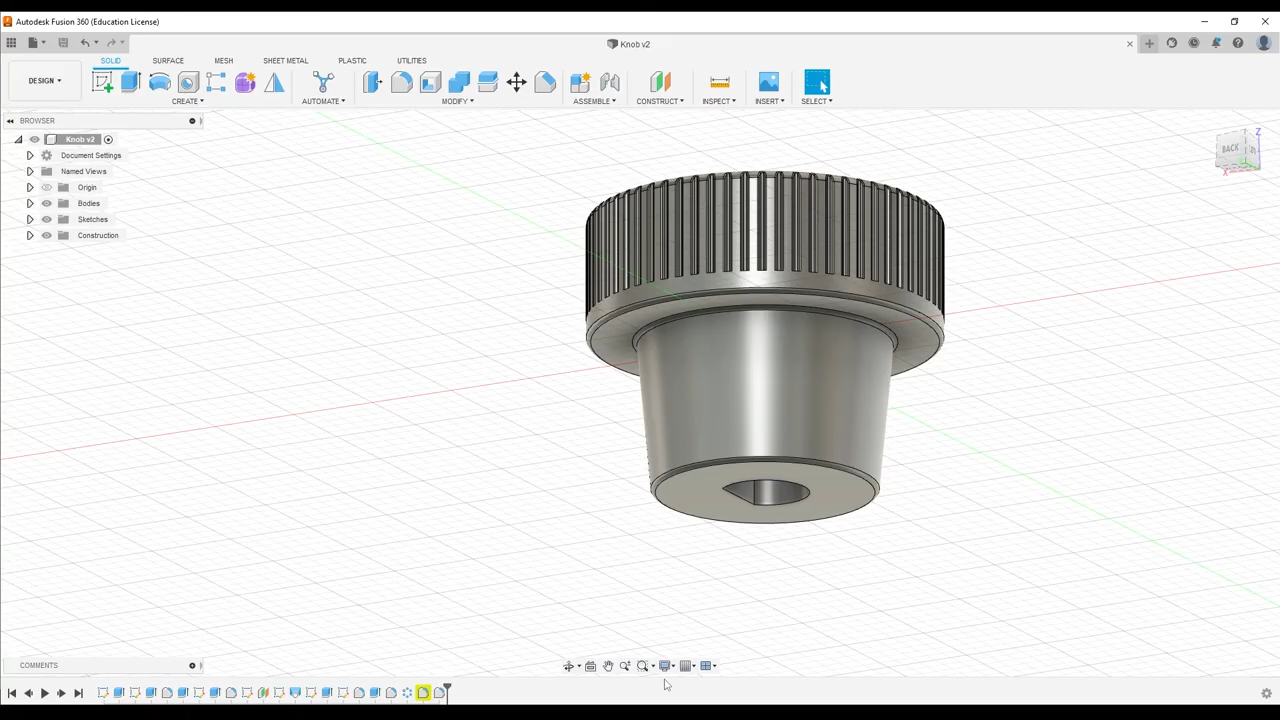 Autodesk Fusion 360 (Education License)
Knob v2
DESIGN
SOLID
SURFACE
MESH
SHEET METAL
PLASTIC
UTILITIES
CREATE
AUTOMATE
MODIFY
ASSEMBLE
CONSTRUCT
INSPECT
INSERT
SELECT
BROWSER
Knob v2
Document Settings
Named Views
Origin
Bodies
Sketches
Construction
BACK
Z
X
COMMENTS